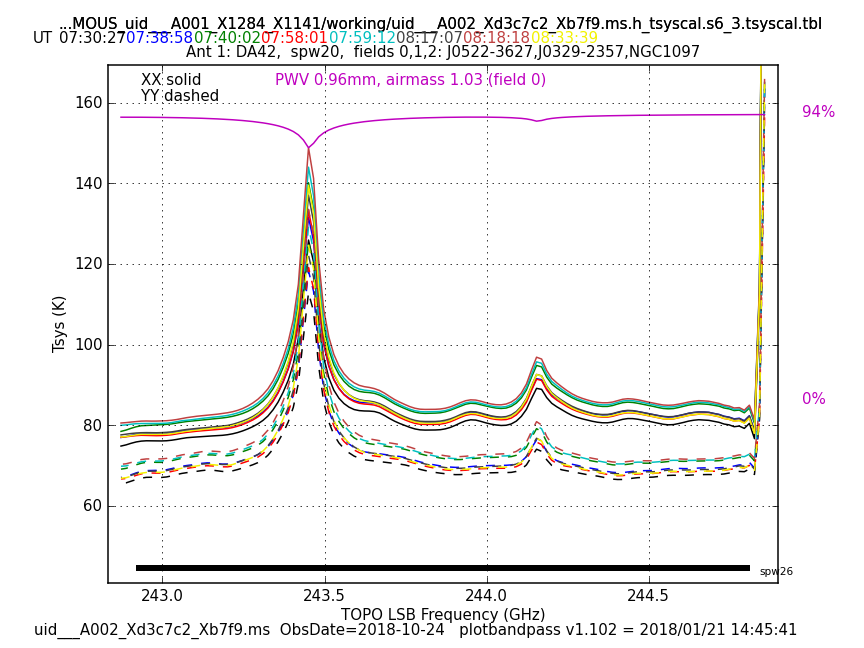 ...MOUS_uid___A001_X1284_X1141/working/uid___A002_Xd3c7c2_Xb7f9.ms.h_tsyscal.s6_3.tsyscal.tbl
UT 07:30:27 07:38:58 07:40:02 07:58:01 07:59:12 08:17:07 08:18:18 08:33:39
Ant 1: DA42, spw20, fields 0,1,2: J0522-3627,J0329-2357,NGC1097
XX solid PWV 0.96mm, airmass 1.03 (field 0)
YY dashed
160
94%
140
120
Tsys (K)
100
0%
80
60
spw26
243.0 243.5 244.0 244.5
TOPO LSB Frequency (GHz)
uid___A002_Xd3c7c2_Xb7f9.ms ObsDate=2018-10-24 plotbandpass v1.102 = 2018/01/21 14:45:41